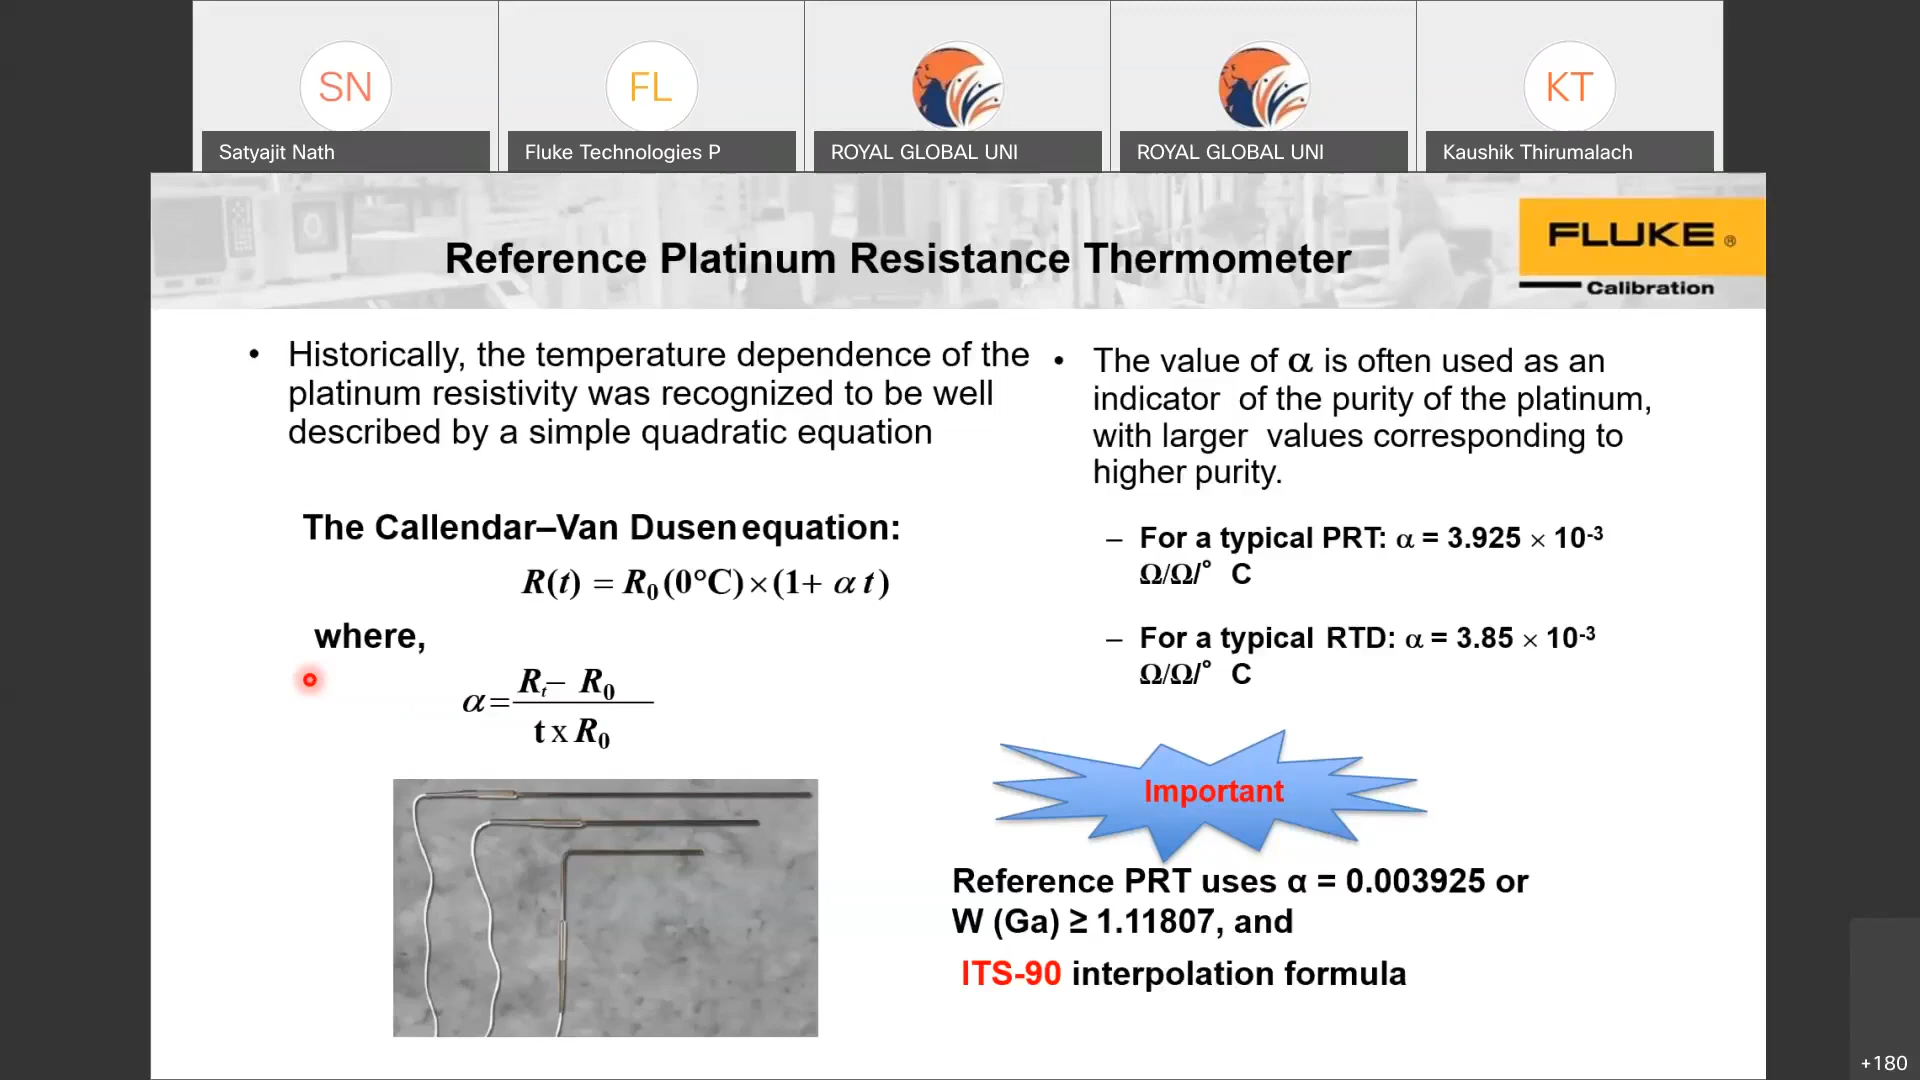 SN
FL
KT
Satyajit Nath
Fluke Technologies P
ROYAL GLOBAL UNI
ROYAL GLOBAL UNI
Kaushik Thirumalach
Reference Platinum Resistance Thermometer
FLUKE ®
Calibration
• Historically, the temperature dependence of the
platinum resistivity was recognized to be well
described by a simple quadratic equation
The Callendar–Van Dusen equation:
R(t) = R₀(0°C)×(1+ α t)
where,
α = (Rₜ – R₀) / (t x R₀)
• The value of α is often used as an
indicator of the purity of the platinum,
with larger values corresponding to
higher purity.
– For a typical PRT: α = 3.925 × 10⁻³
Ω/Ω/° C
– For a typical RTD: α = 3.85 × 10⁻³
Ω/Ω/° C
Important
Reference PRT uses α = 0.003925 or
W (Ga) ≥ 1.11807, and
ITS-90 interpolation formula
+180